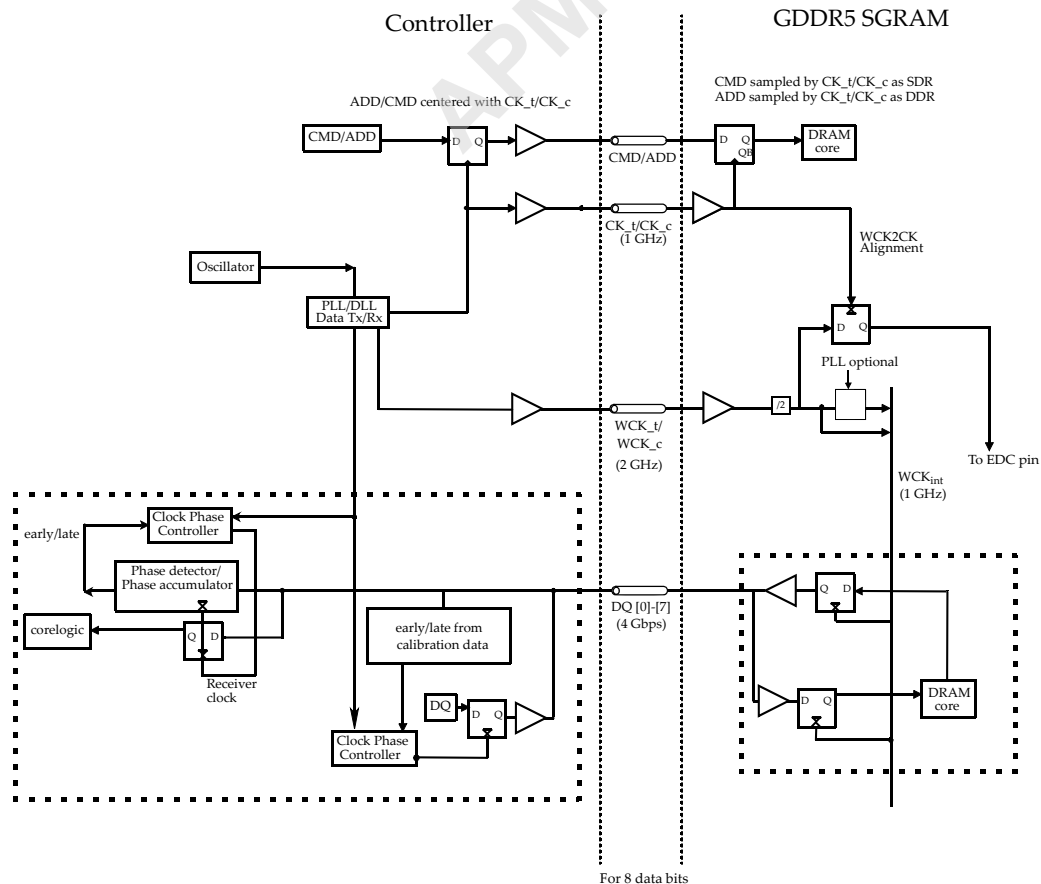 Controller
GDDR5 SGRAM
APM
CMD sampled by CK_t/CK_c as SDR
ADD sampled by CK_t/CK_c as DDR
ADD/CMD centered with CK_t/CK_c
CMD/ADD
D Q
CMD/ADD
D Q
QB
DRAM
core
CK_t/CK_c
(1 GHz)
WCK2CK
Alignment
Oscillator
PLL/DLL
Data Tx/Rx
D Q
PLL optional
/2
WCK_t/
WCK_c
(2 GHz)
To EDC pin
WCKint
(1 GHz)
Clock Phase
Controller
early/late
Phase detector/
Phase accumulator
corelogic
Q D
Receiver
clock
early/late from
calibration data
DQ
D Q
Clock Phase
Controller
DQ [0]-[7]
(4 Gbps)
Q D
D Q
DRAM
core
For 8 data bits